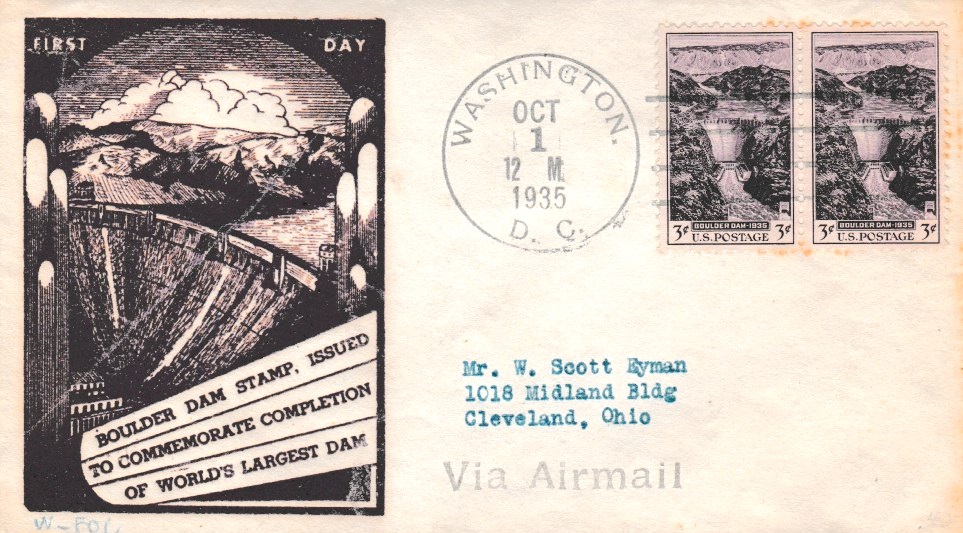 FIRST DAY
BOULDER DAM STAMP, ISSUED
TO COMMEMORATE COMPLETION
OF WORLD'S LARGEST DAM
WASHINGTON.
OCT
1
12 M.
1935
D. C.
BOULDER DAM-1935
3¢ U.S. POSTAGE 3¢
BOULDER DAM-1935
3¢ U.S. POSTAGE 3¢
Mr. W. Scott Eyman
1018 Midland Bldg
Cleveland, Ohio
Via Airmail